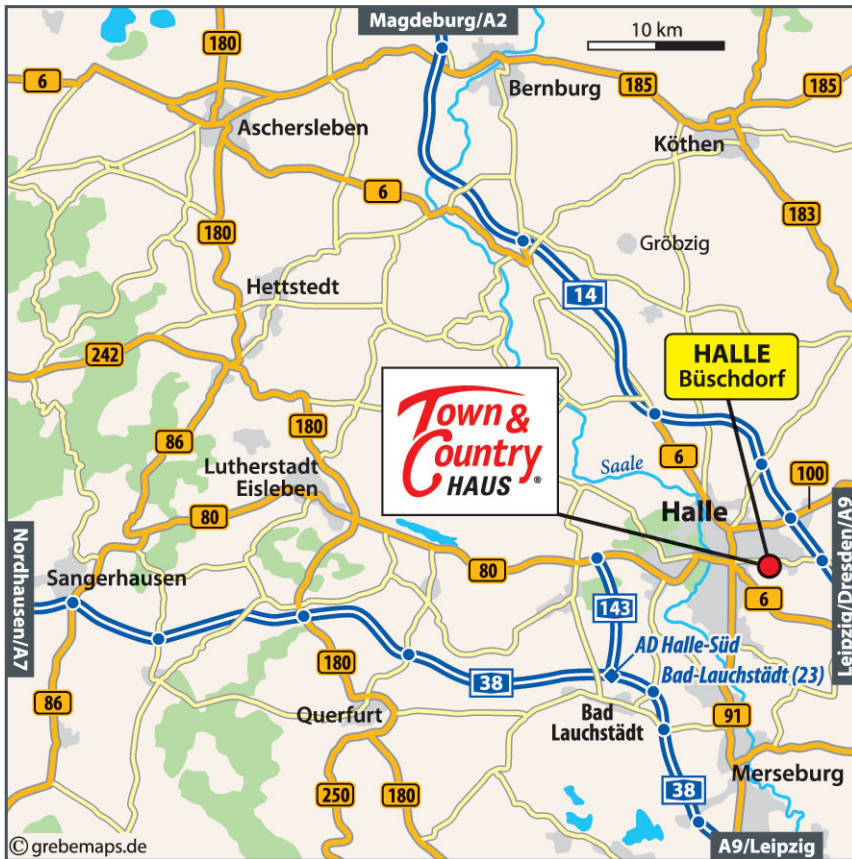 Magdeburg/A2
10 km
180
6
Bernburg
185
185
Aschersleben
Köthen
6
183
180
Gröbzig
Hettstedt
14
HALLE
Büschdorf
242
Town &
Country
HAUS ®
86
180
6
Saale
100
Lutherstadt
Eisleben
Halle
80
Nordhausen/A7
Leipzig/Dresden/A9
80
Sangerhausen
143
6
AD Halle-Süd
Bad-Lauchstädt (23)
180
38
86
91
Querfurt
Bad
Lauchstädt
Merseburg
250
180
38
© grebemaps.de
A9/Leipzig